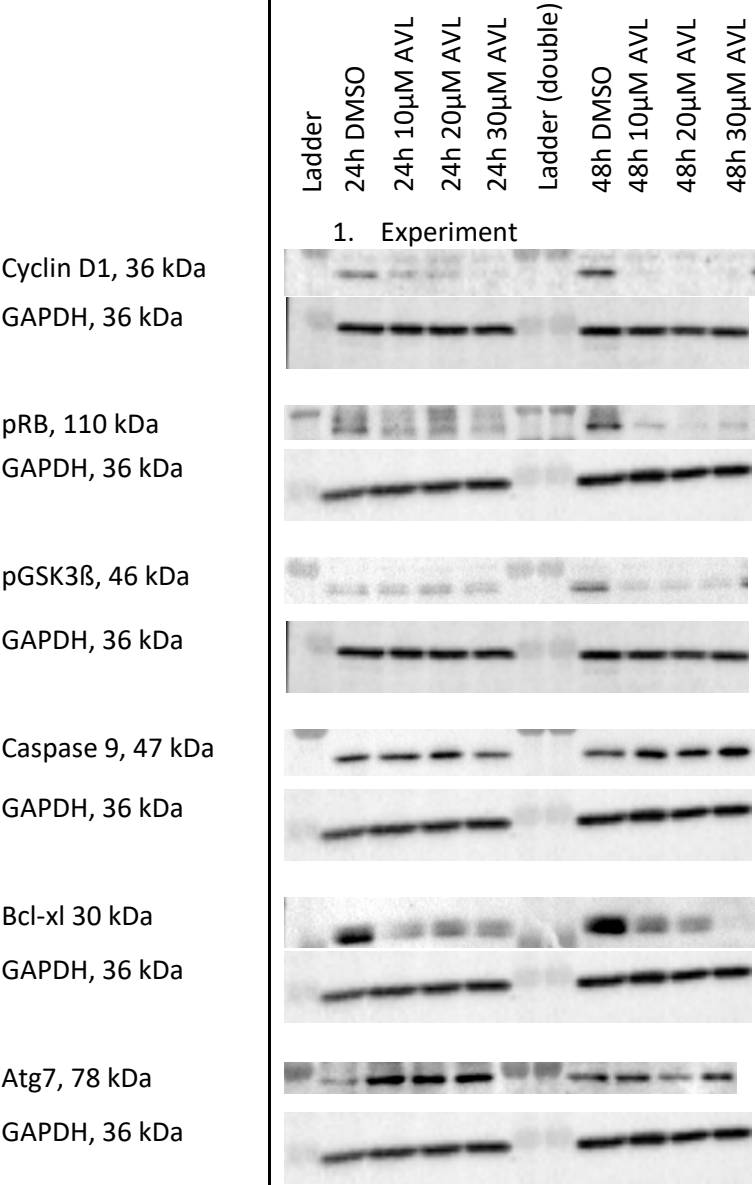 Ladder
24h DMSO
24h 10µM AVL
24h 20µM AVL
24h 30µM AVL
Ladder (double)
48h DMSO
48h 10µM AVL
48h 20µM AVL
48h 30µM AVL
1. Experiment
Cyclin D1, 36 kDa
GAPDH, 36 kDa
pRB, 110 kDa
GAPDH, 36 kDa
pGSK3ß, 46 kDa
GAPDH, 36 kDa
Caspase 9, 47 kDa
GAPDH, 36 kDa
Bcl-xl 30 kDa
GAPDH, 36 kDa
Atg7, 78 kDa
GAPDH, 36 kDa